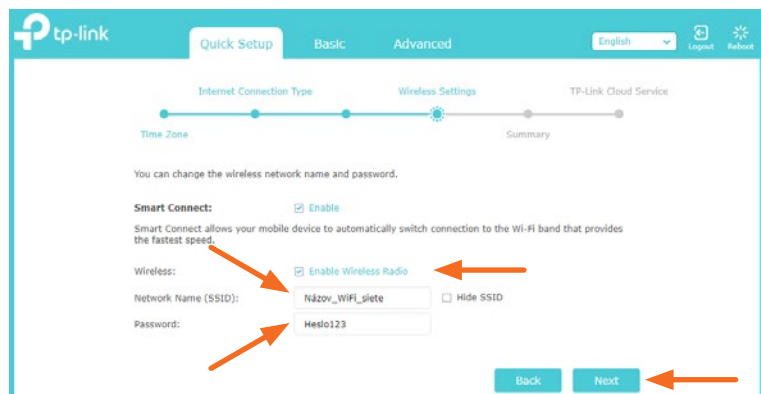 tp-link
Quick Setup Basic Advanced English Logout Reboot
Internet Connection Type Wireless Settings TP-Link Cloud Service
Time Zone Summary
You can change the wireless network name and password.
Smart Connect: Enable
Smart Connect allows your mobile device to automatically switch connection to the Wi-Fi band that provides
the fastest speed.
Wireless: Enable Wireless Radio
Network Name (SSID): Názov_WiFi_siete Hide SSID
Password: Heslo123
Back Next